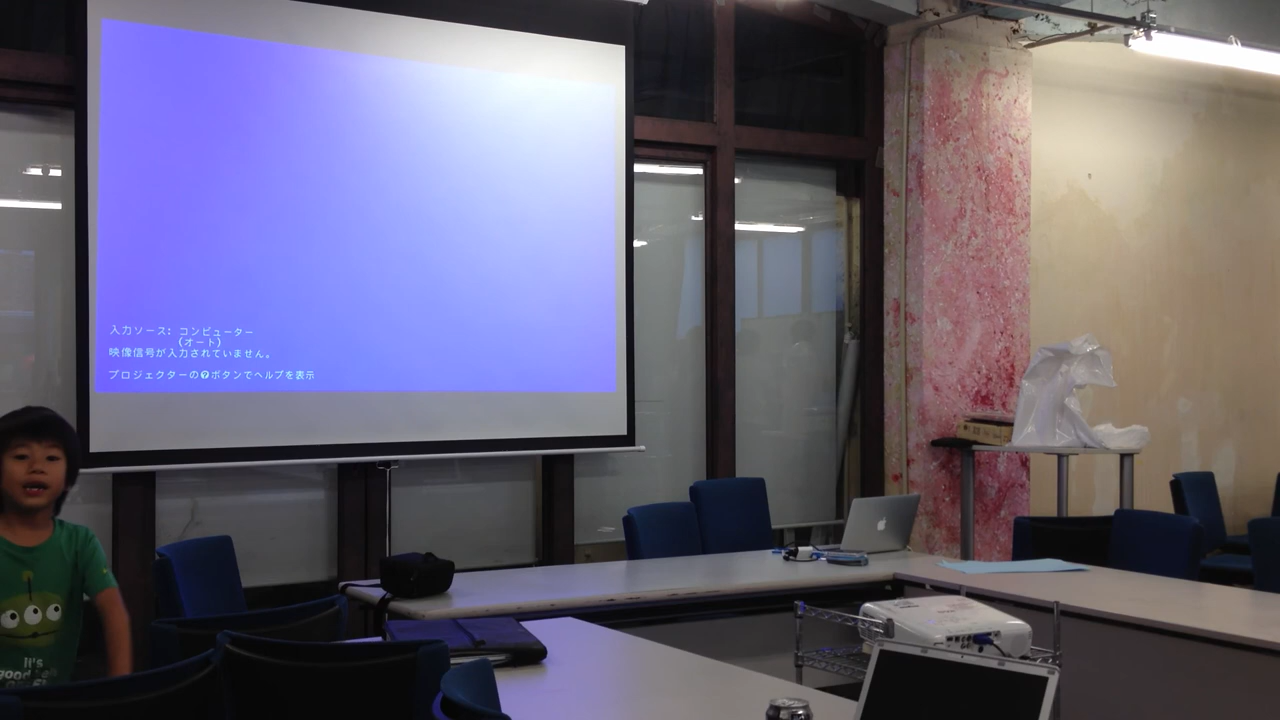 入力ソース: コンピューター
(オート)
映像信号が入力されていません。
プロジェクターの?ボタンでヘルプを表示
it's
good